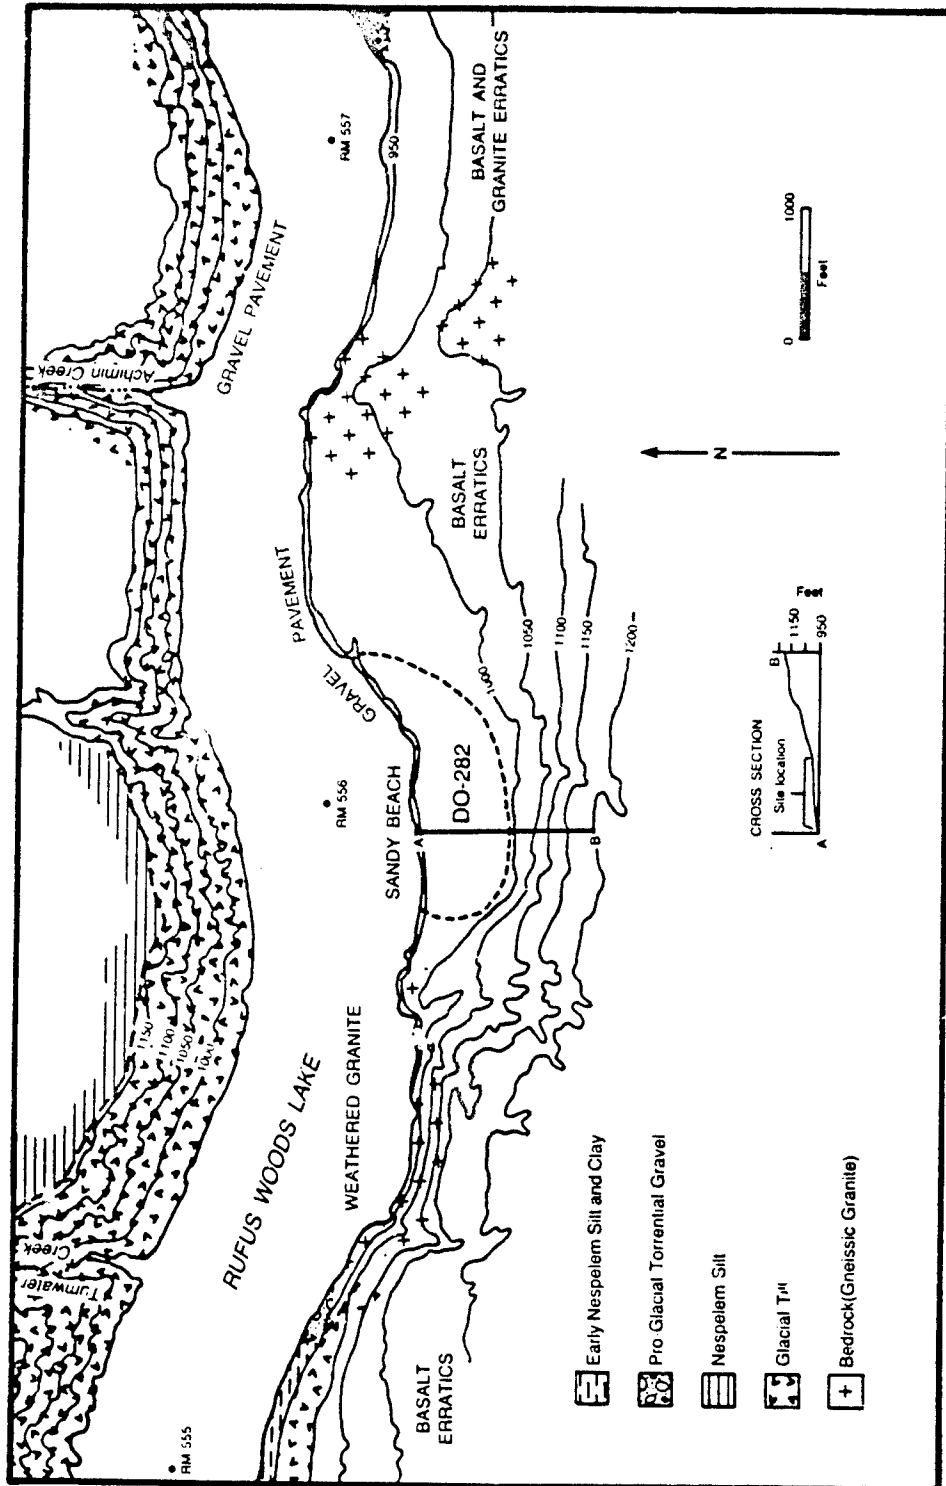 Tumwater
Creek
1150
1100
1050
1000
Achimin Creek
GRAVEL PAVEMENT
RM 555
RUFUS WOODS LAKE
RM 556
RM 557
WEATHERED GRANITE
SANDY BEACH
GRAVEL
PAVEMENT
950
A
DO-282
B
BASALT
ERRATICS
BASALT
ERRATICS
BASALT AND
GRANITE ERRATICS
1050
1100
1150
1200
Early Nespelem Silt and Clay
Pro Glacial Torrential Gravel
Nespelem Silt
Glacial Till
Bedrock(Gneissic Granite)
CROSS SECTION
Site location
A
B
Feet
1150
950
N
0
1000
Feet